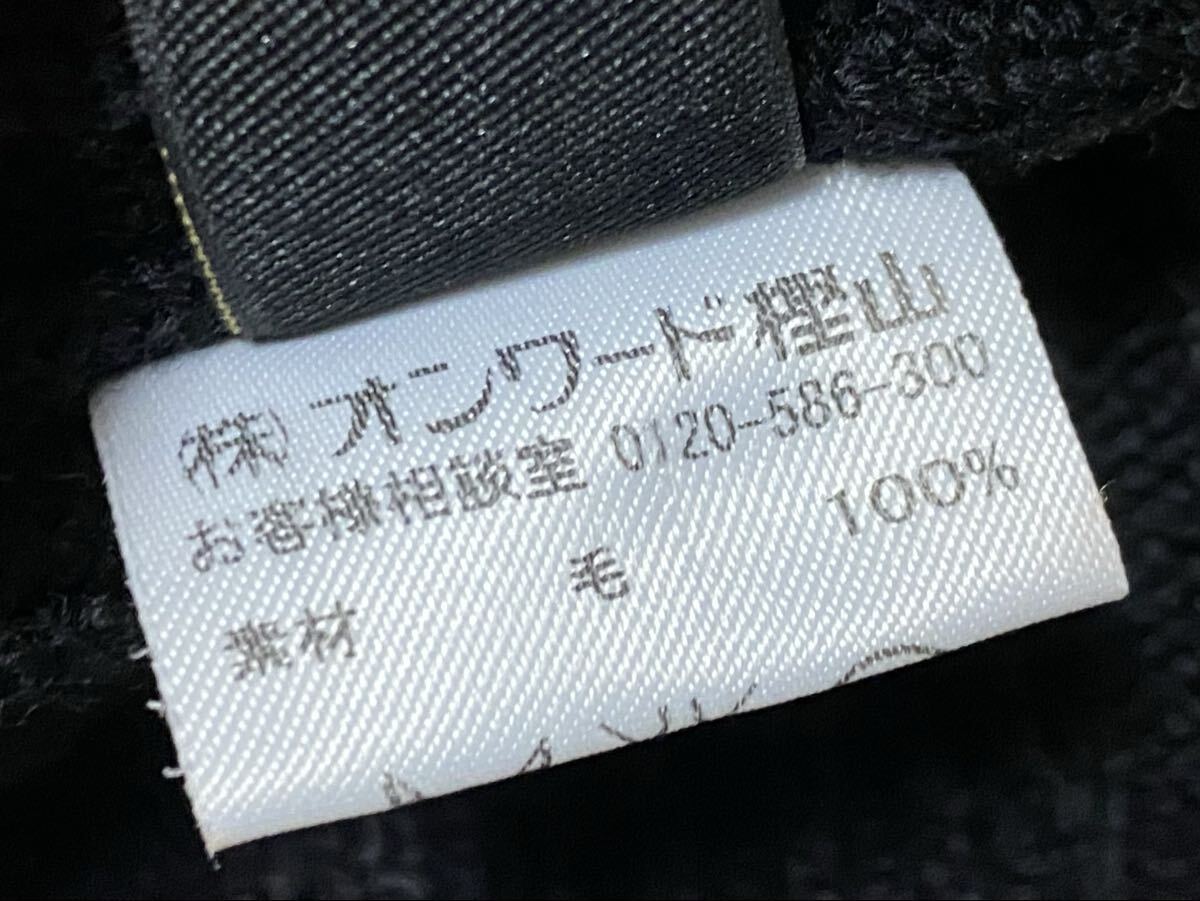 (株)オンワード樫山
お客様相談室 0120-586-300
素材 毛 100%